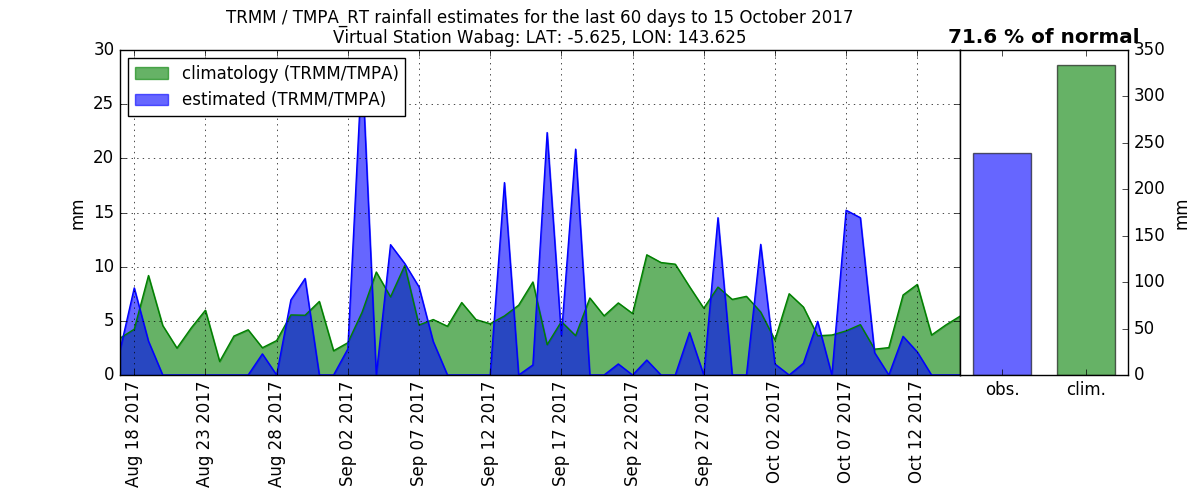 TRMM / TMPA_RT rainfall estimates for the last 60 days to 15 October 2017
Virtual Station Wabag: LAT: -5.625, LON: 143.625
71.6 % of normal
climatology (TRMM/TMPA)
estimated (TRMM/TMPA)
30
25
20
15
10
5
0
mm
Aug 18 2017
Aug 23 2017
Aug 28 2017
Sep 02 2017
Sep 07 2017
Sep 12 2017
Sep 17 2017
Sep 22 2017
Sep 27 2017
Oct 02 2017
Oct 07 2017
Oct 12 2017
350
300
250
200
150
100
50
0
mm
obs.
clim.